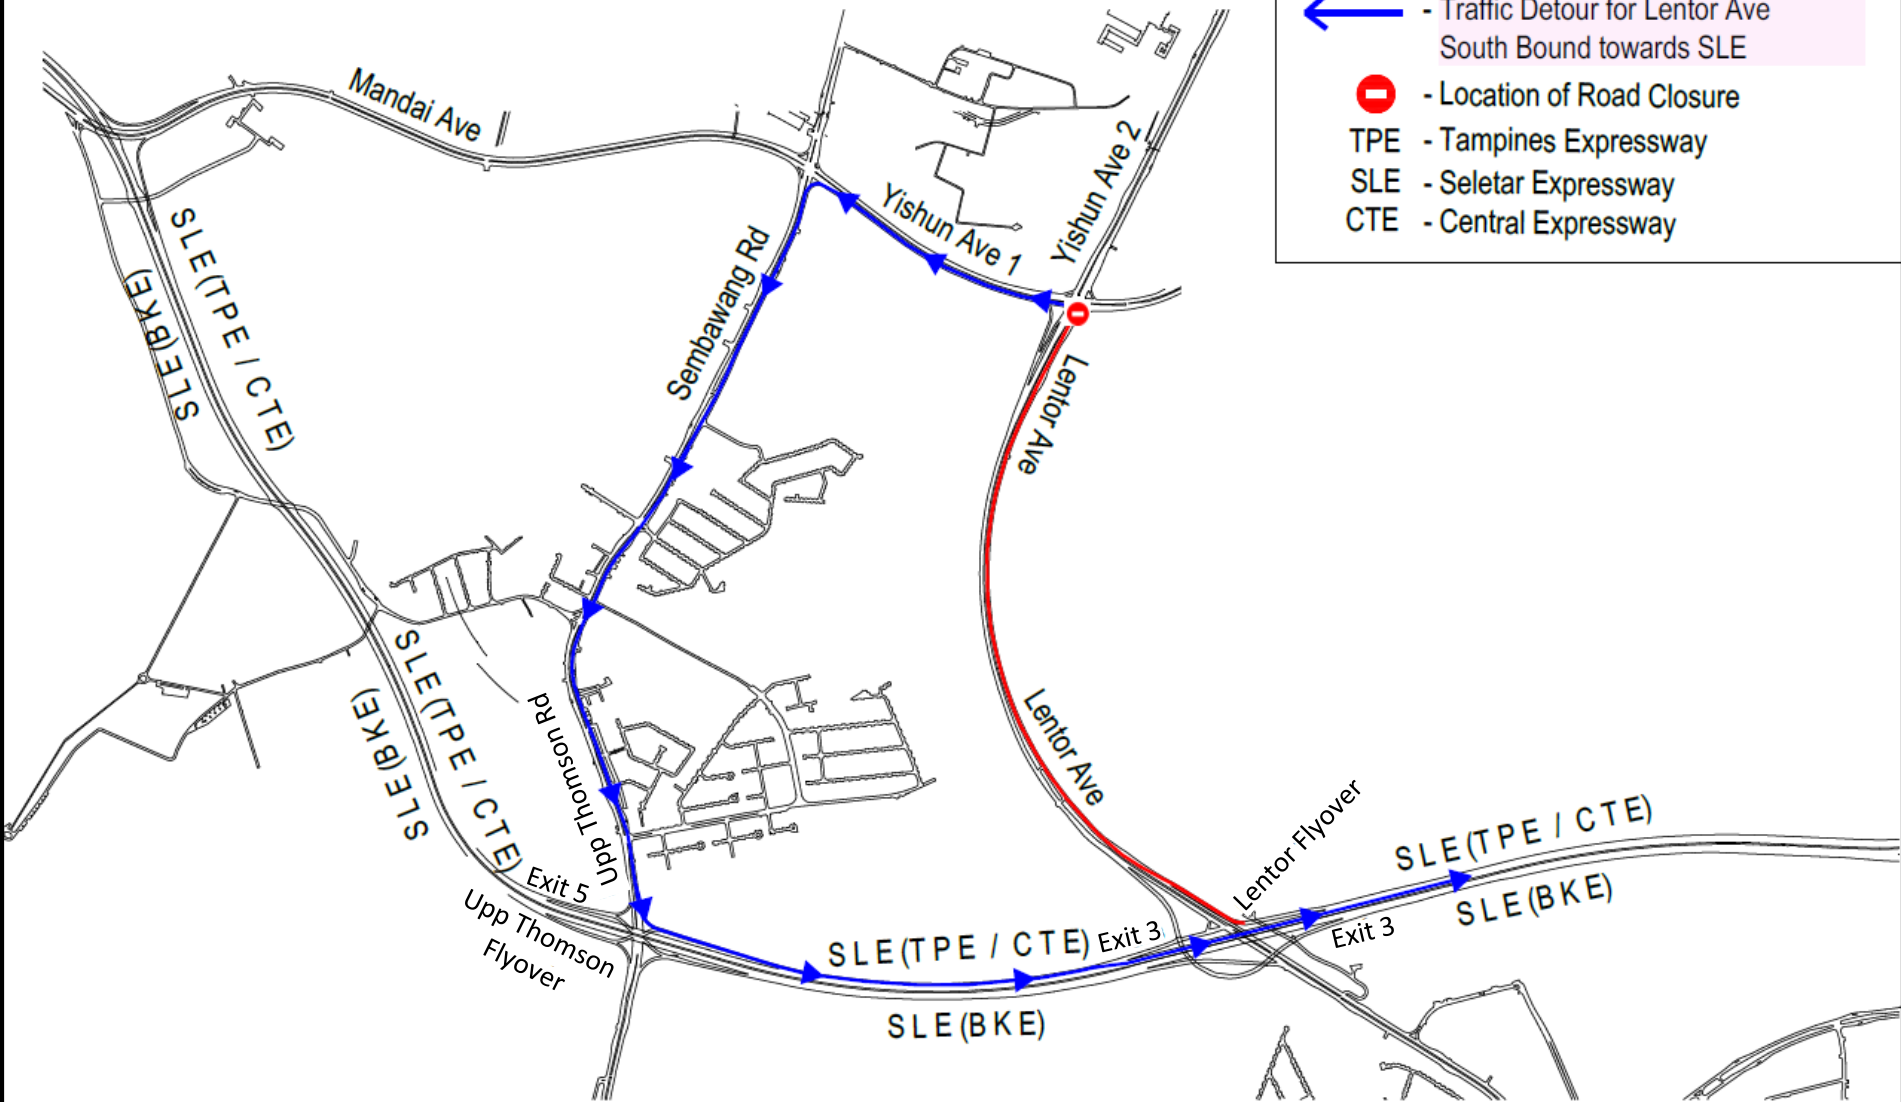 - Traffic Detour for Lentor Ave
South Bound towards SLE
- Location of Road Closure
TPE - Tampines Expressway
SLE - Seletar Expressway
CTE - Central Expressway
Mandai Ave
Yishun Ave 2
Yishun Ave 1
Sembawang Rd
SLE(TPE / CTE)
SLE(BKE)
Lentor Ave
SLE(TPE / CTE)
SLE(BKE)
Upp Thomson Rd
Lentor Ave
Exit 5
Upp Thomson
Flyover
SLE(TPE / CTE)
Exit 3
SLE(BKE)
Lentor Flyover
Exit 3
SLE(TPE / CTE)
SLE(BKE)